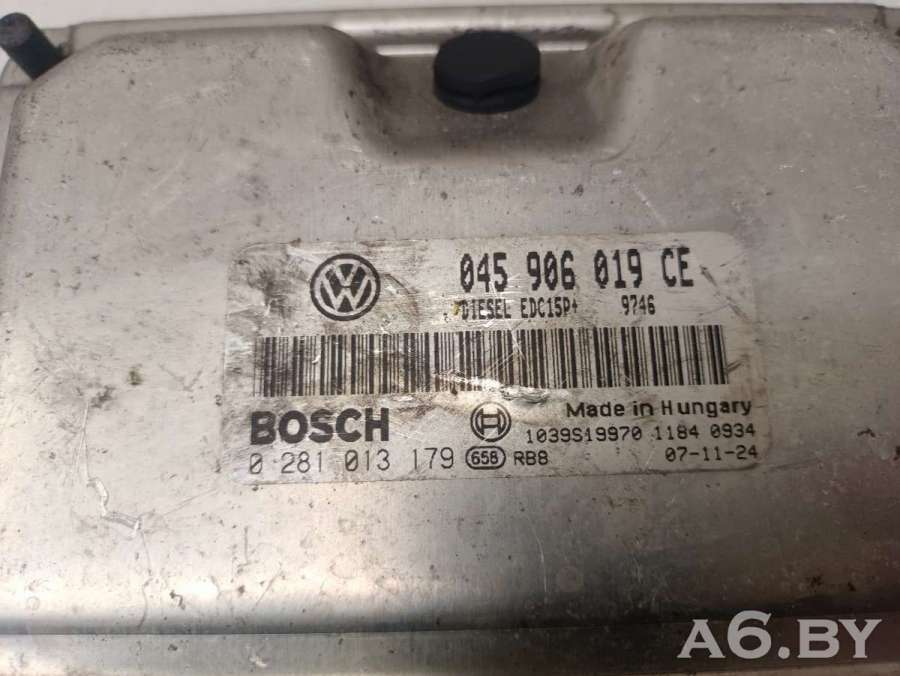 045 906 019 CE
DIESEL EDC15P+ 9746
BOSCH
Made in Hungary
1039S19970 1184 0934
0 281 013 179 658 RB8 07-11-24
A6.BY